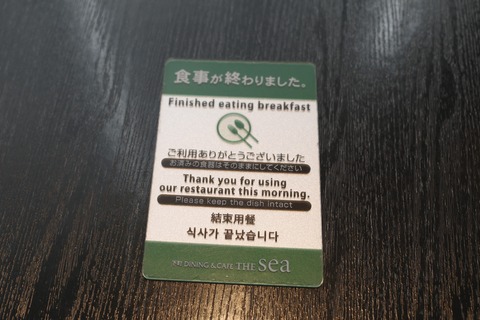 食事が終わりました。
Finished eating breakfast
ご利用ありがとうございました
お済みの食器はそのままにしてください
Thank you for using
our restaurant this morning.
Please keep the dish intact
結束用餐
식사가 끝났습니다
DINING & CAFE THE sea